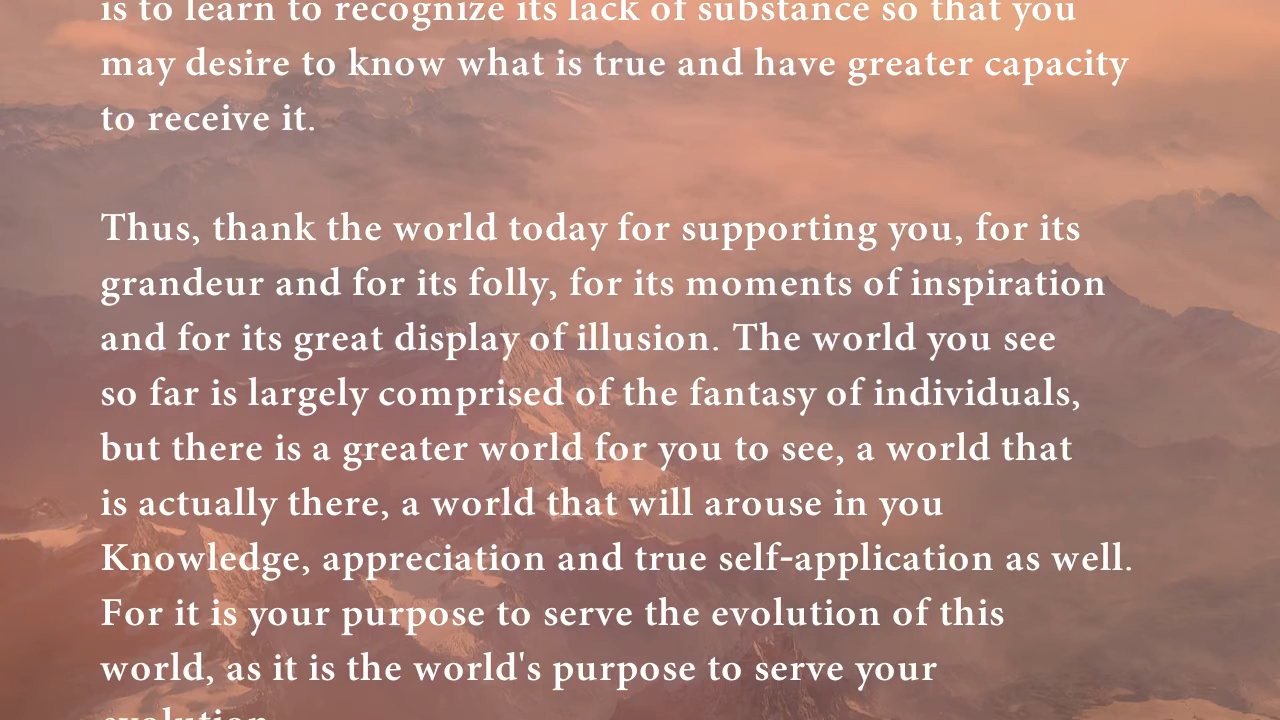 is to learn to recognize its lack of substance so that you
may desire to know what is true and have greater capacity
to receive it.
Thus, thank the world today for supporting you, for its
grandeur and for its folly, for its moments of inspiration
and for its great display of illusion. The world you see
so far is largely comprised of the fantasy of individuals,
but there is a greater world for you to see, a world that
is actually there, a world that will arouse in you
Knowledge, appreciation and true self-application as well.
For it is your purpose to serve the evolution of this
world, as it is the world's purpose to serve your
evolution.